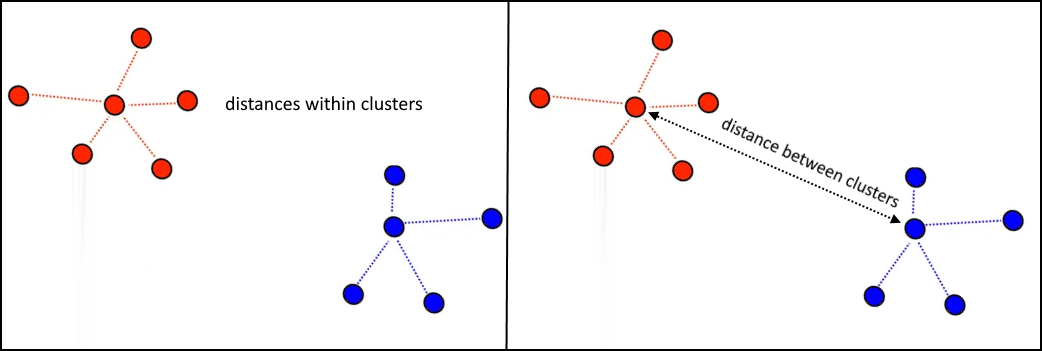 distances within clusters
distance between clusters